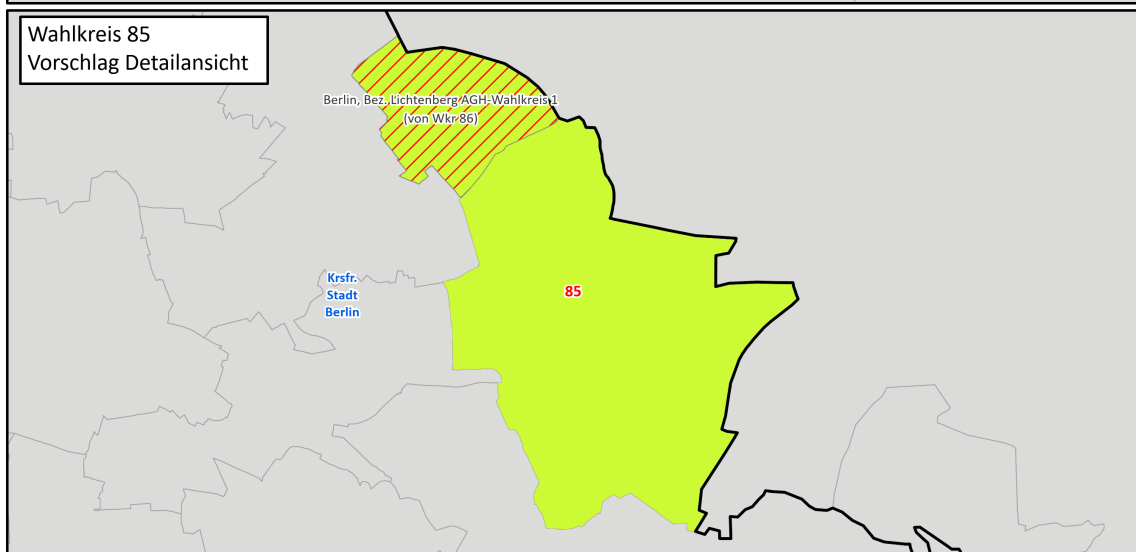 Wahlkreis 85
Vorschlag Detailansicht
Berlin, Bez. Lichtenberg AGH-Wahlkreis 1
(von Wkr 86)
Krsfr.
Stadt
Berlin
85